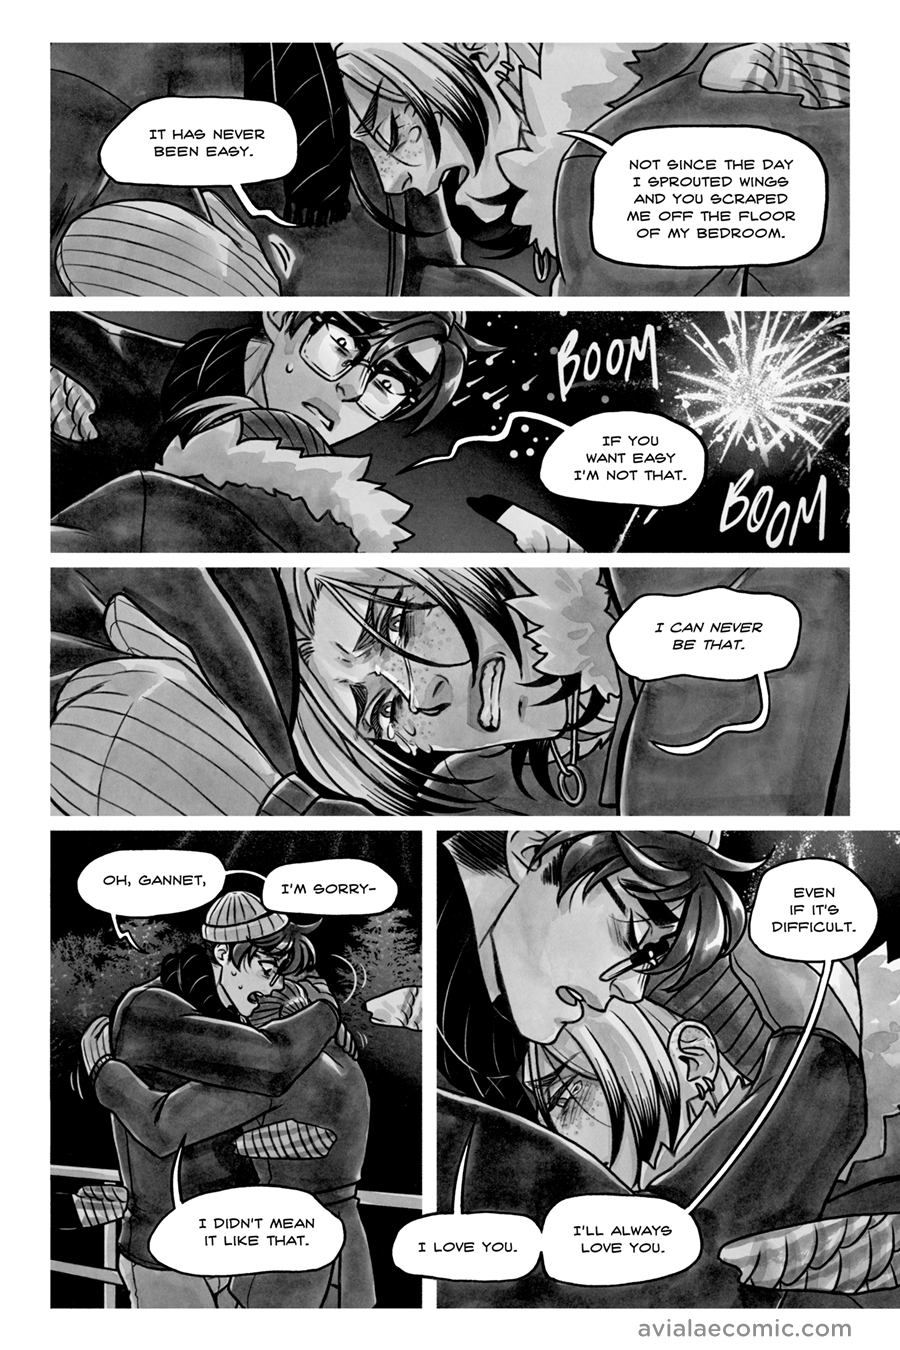 IT HAS NEVER
BEEN EASY.
NOT SINCE THE DAY
I SPROUTED WINGS
AND YOU SCRAPED
ME OFF THE FLOOR
OF MY BEDROOM.
BOOM
IF YOU
WANT EASY
I'M NOT THAT.
BOOM
I CAN NEVER
BE THAT.
OH, GANNET,
I'M SORRY-
I DIDN'T MEAN
IT LIKE THAT.
EVEN
IF IT'S
DIFFICULT.
I LOVE YOU.
I'LL ALWAYS
LOVE YOU.
avialaecomic.com